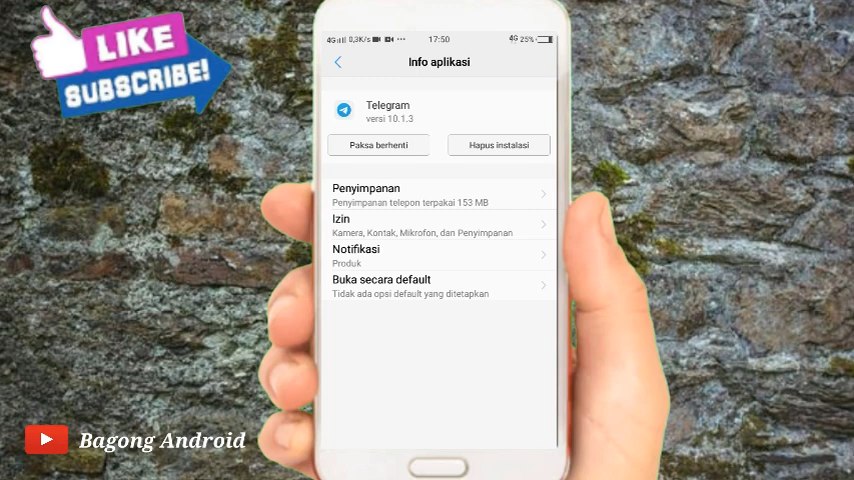 LIKE
SUBSCRIBE!
4G 0,3K/s ··· 17:50 4G 25%
Info aplikasi
Telegram
versi 10.1.3
Paksa berhenti
Hapus instalasi
Penyimpanan
Penyimpanan telepon terpakai 153 MB
Izin
Kamera, Kontak, Mikrofon, dan Penyimpanan
Notifikasi
Produk
Buka secara default
Tidak ada opsi default yang ditetapkan
Bagong Android